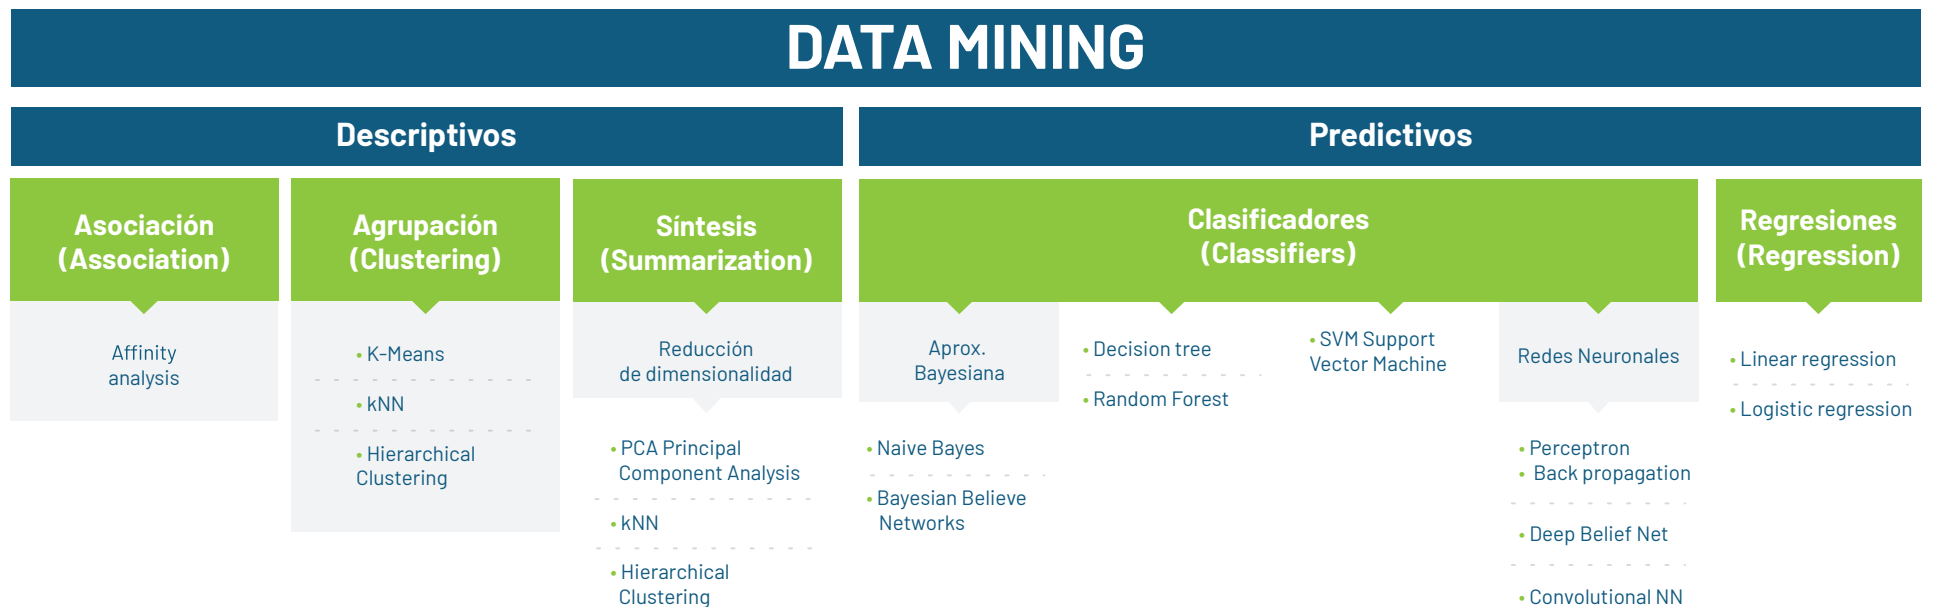 DATA MINING
Descriptivos
Predictivos
Asociación
(Association)
Affinity
analysis
Agrupación
(Clustering)
• K-Means
• kNN
• Hierarchical
Clustering
Síntesis
(Summarization)
Reducción
de dimensionalidad
• PCA Principal
Component Analysis
• kNN
• Hierarchical
Clustering
Clasificadores
(Classifiers)
Aprox.
Bayesiana
• Naive Bayes
• Bayesian Believe
Networks
• Decision tree
• Random Forest
• SVM Support
Vector Machine
Redes Neuronales
• Perceptron
• Back propagation
• Deep Belief Net
• Convolutional NN
Regresiones
(Regression)
• Linear regression
• Logistic regression